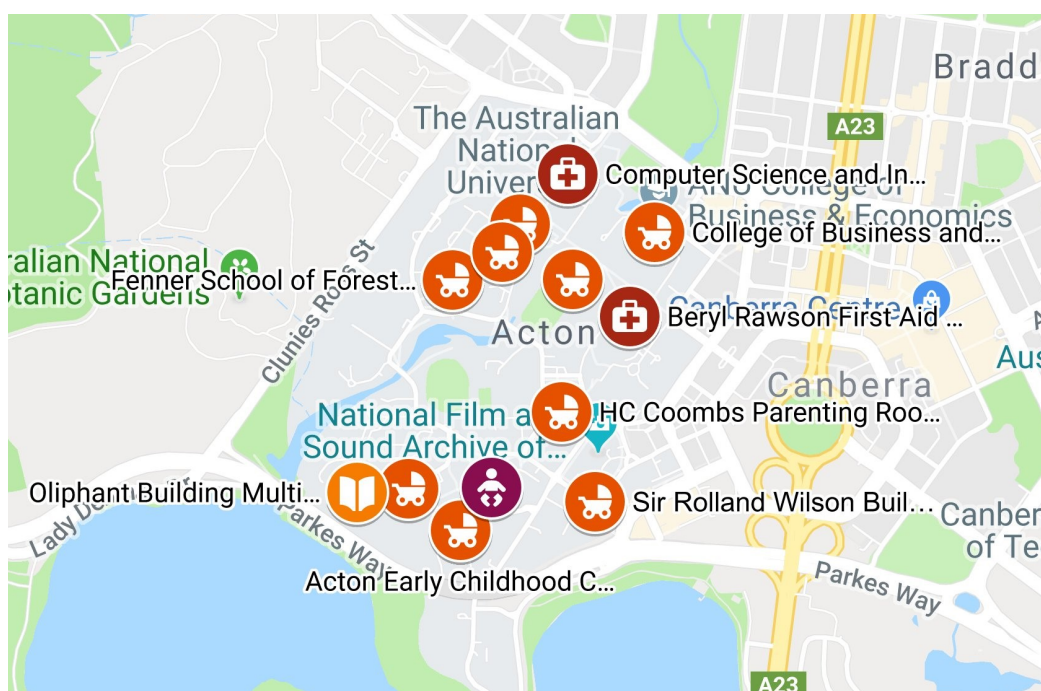 Bradd
The Australian
National
Univer
A23
Computer Science and In...
ANU College of
Business & Economics
College of Business and...
ralian National
otanic Gardens
Fenner School of Forest...
Clunies Ross St
Canberra Centre
Beryl Rawson First Aid ...
Acton
Aus
Canberra
National Film a
Sound Archive of...
HC Coombs Parenting Roo...
Oliphant Building Multi...
Sir Rolland Wilson Buil...
Canber
of Te
Lady De
Parkes Way
Acton Early Childhood C...
Parkes Way
A23